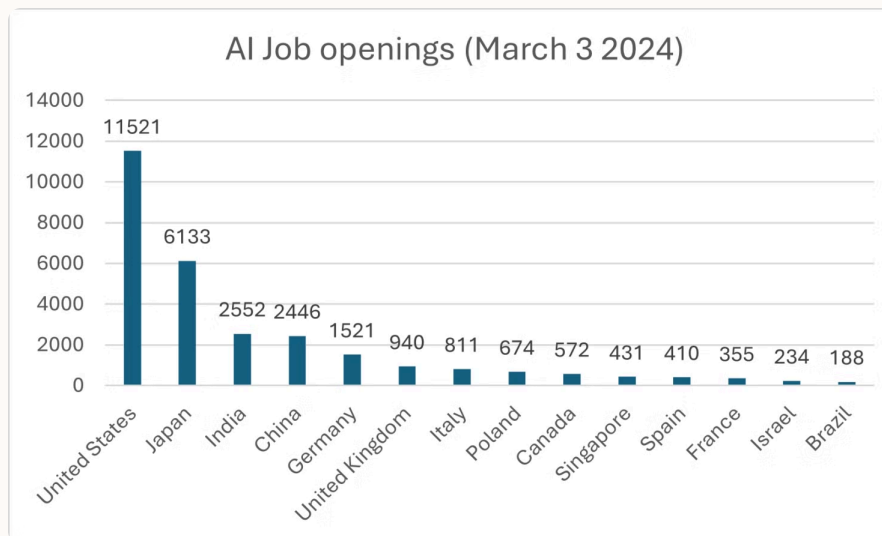 AI Job openings (March 3 2024)
14000
12000
10000
8000
6000
4000
2000
0
11521
6133
2552
2446
1521
940
811
674
572
431
410
355
234
188
United States
Japan
India
China
Germany
United Kingdom
Italy
Poland
Canada
Singapore
Spain
France
Israel
Brazil